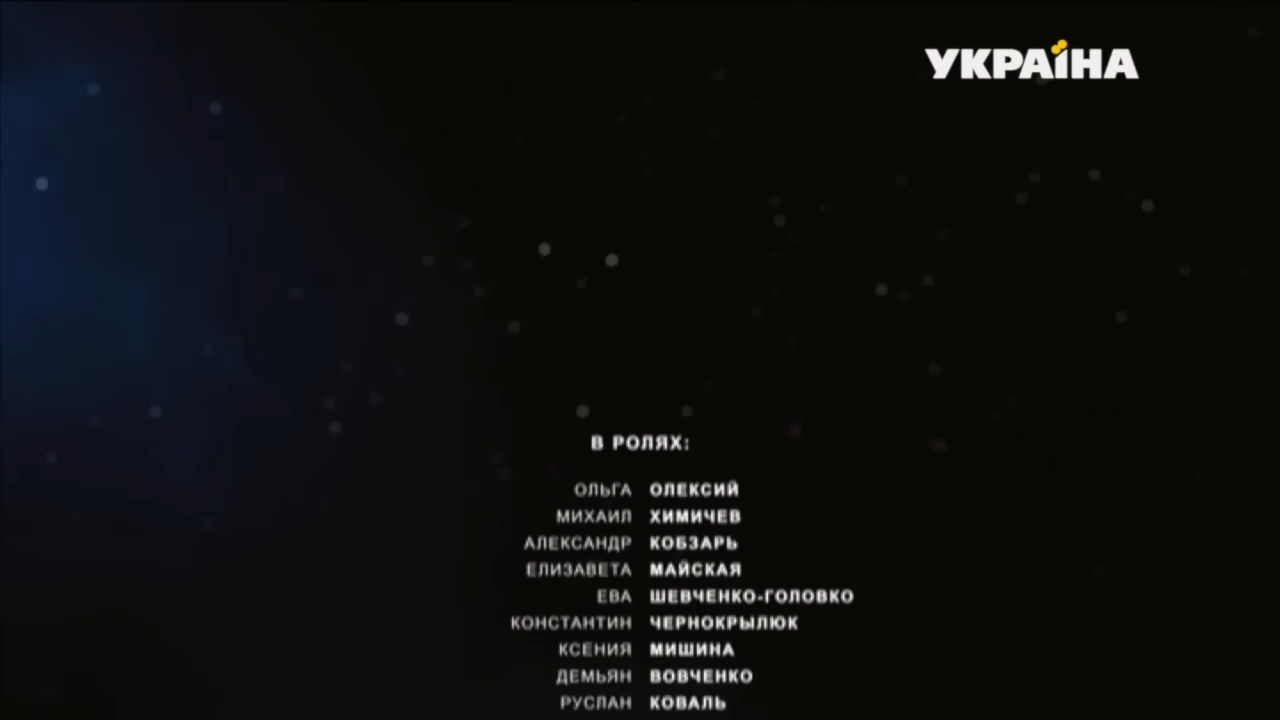 УКРАЇНА
В РОЛЯХ:
ОЛЬГА ОЛЕКСИЙ
МИХАИЛ ХИМИЧЕВ
АЛЕКСАНДР КОБЗАРЬ
ЕЛИЗАВЕТА МАЙСКАЯ
ЕВА ШЕВЧЕНКО-ГОЛОВКО
КОНСТАНТИН ЧЕРНОКРЫЛЮК
КСЕНИЯ МИШИНА
ДЕМЬЯН ВОВЧЕНКО
РУСЛАН КОВАЛЬ